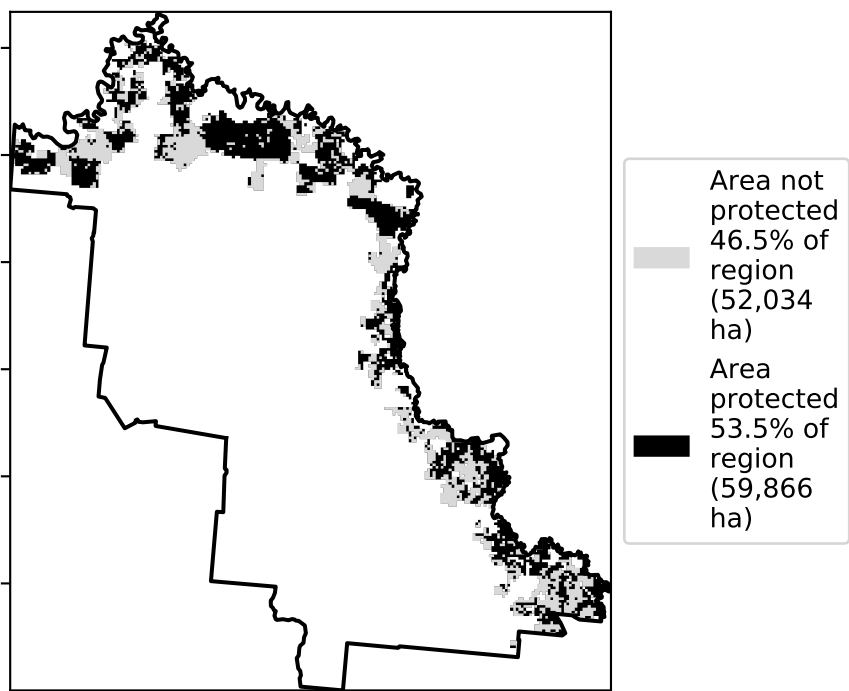 Area not
protected
46.5% of
region
(52,034
ha)
Area
protected
53.5% of
region
(59,866
ha)